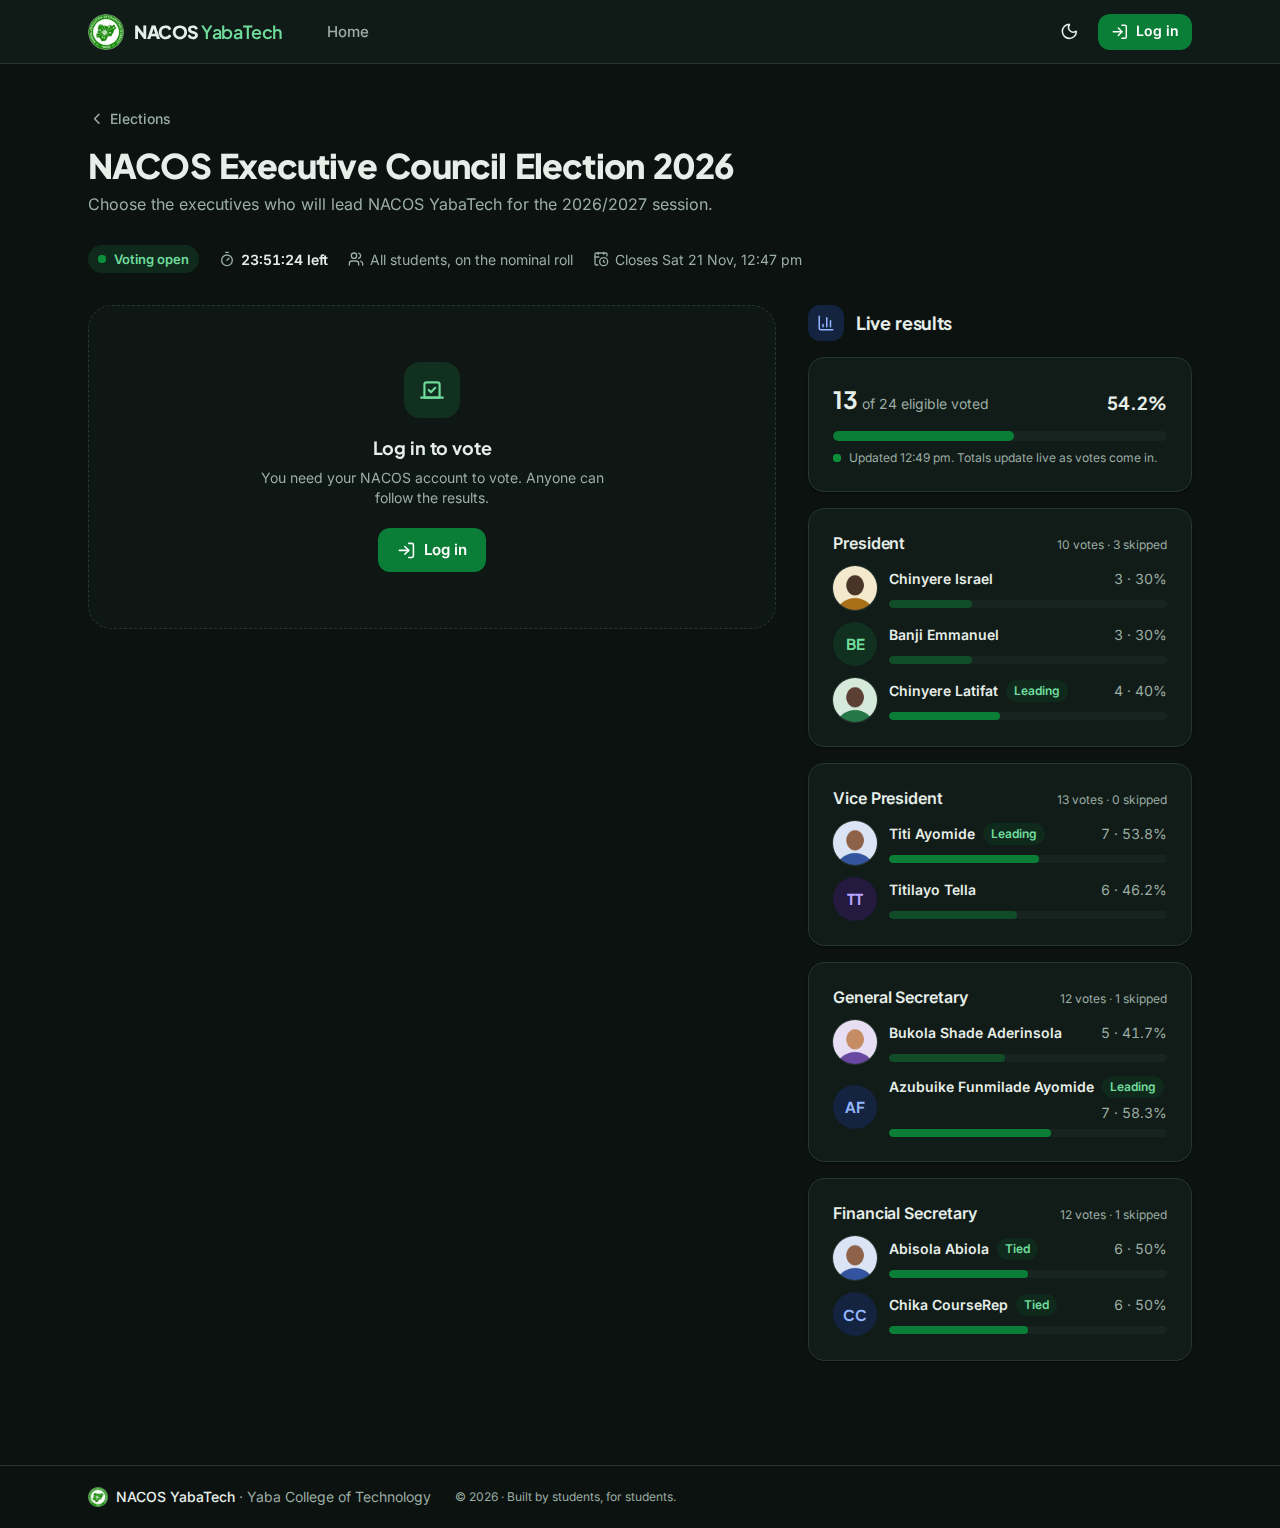 NACOS YabaTech
Home
Log in
Elections
NACOS Executive Council Election 2026
Choose the executives who will lead NACOS YabaTech for the 2026/2027 session.
Voting open
23:51:24 left
All students, on the nominal roll
Closes Sat 21 Nov, 12:47 pm
Log in to vote
You need your NACOS account to vote. Anyone can
follow the results.
Log in
Live results
13 of 24 eligible voted
54.2%
Updated 12:49 pm. Totals update live as votes come in.
President
10 votes · 3 skipped
Chinyere Israel
3 · 30%
BE
Banji Emmanuel
3 · 30%
Chinyere Latifat
Leading
4 · 40%
Vice President
13 votes · 0 skipped
Titi Ayomide
Leading
7 · 53.8%
TT
Titilayo Tella
6 · 46.2%
General Secretary
12 votes · 1 skipped
Bukola Shade Aderinsola
5 · 41.7%
AF
Azubuike Funmilade Ayomide
Leading
7 · 58.3%
Financial Secretary
12 votes · 1 skipped
Abisola Abiola
Tied
6 · 50%
CC
Chika CourseRep
Tied
6 · 50%
NACOS YabaTech · Yaba College of Technology
© 2026 · Built by students, for students.